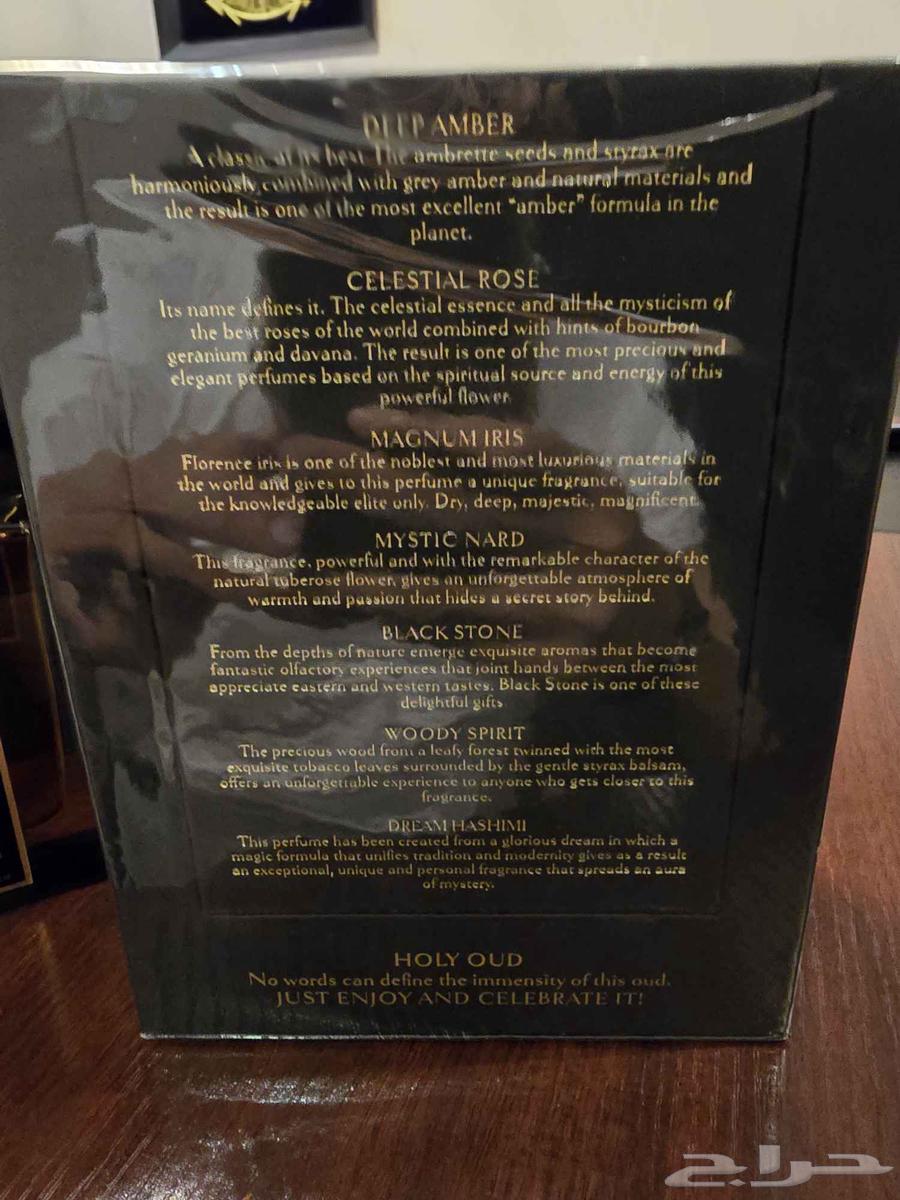 DEEP AMBER
A classic at its best. The ambrette seeds and styrax are
harmoniously combined with grey amber and natural materials and
the result is one of the most excellent "amber" formula in the
planet.
CELESTIAL ROSE
Its name defines it. The celestial essence and all the mysticism of
the best roses of the world combined with hints of bourbon
geranium and davana. The result is one of the most precious and
elegant perfumes based on the spiritual source and energy of this
powerful flower.
MAGNUM IRIS
Florence iris is one of the noblest and most luxurious materials in
the world and gives to this perfume a unique fragrance, suitable for
the knowledgeable elite only. Dry, deep, majestic, magnificent.
MYSTIC NARD
This fragrance, powerful and with the remarkable character of the
natural tuberose flower, gives an unforgettable atmosphere of
warmth and passion that hides a secret story behind.
BLACK STONE
From the depths of nature emerge exquisite aromas that become
fantastic olfactory experiences that joint hands between the most
appreciate eastern and western tastes. Black Stone is one of these
delightful gifts.
WOODY SPIRIT
The precious wood from a leafy forest twinned with the most
exquisite tobacco leaves surrounded by the gentle styrax balsam,
offers an unforgettable experience to anyone who gets closer to this
fragrance.
DREAM HASHIMI
This perfume has been created from a glorious dream in which a
magic formula that unifies tradition and modernity gives as a result
an exceptional, unique and personal fragrance that spreads an aura
of mystery.
HOLY OUD
No words can define the immensity of this oud.
JUST ENJOY AND CELEBRATE IT!
حراج